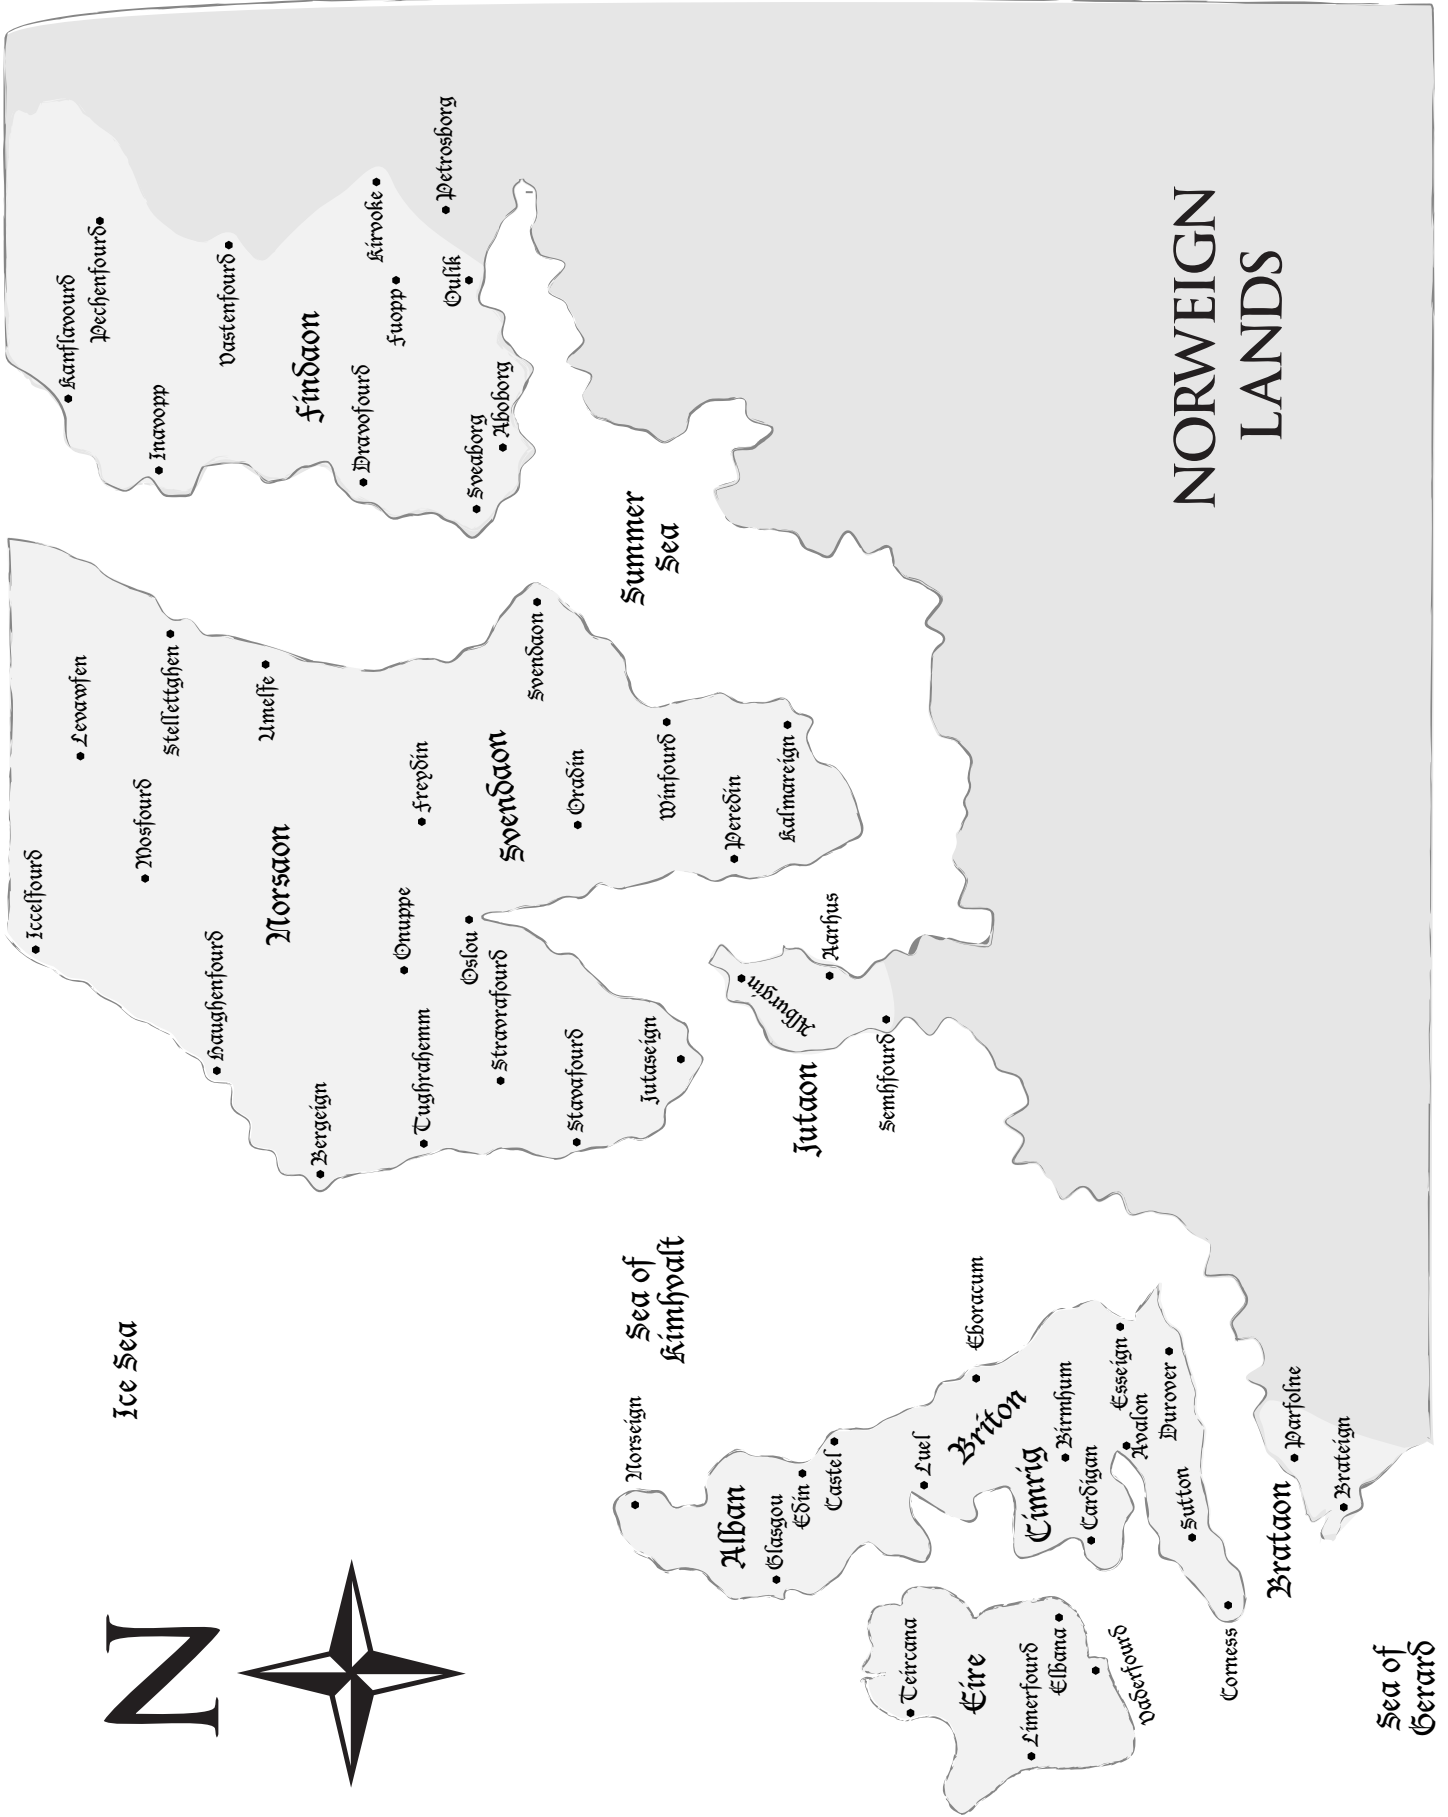 Iccelfourd
Kanflavourd
Levawfen
Pechenfourd
Ice Sea
Mosfourd
Inavopp
N
Stellettghen
Haughenfourd
Vastenfourd
Umelfe
Norsaon
Findaon
Bergeign
Dravofourd
Kirvoke
Fuopp
Onuppe
Tughrahemm
Freydin
Petrosborg
Oulik
Oslou
Sveaborg
Stravrafourd
Svendaon
Aboborg
Svendaon
Stavafourd
Oradin
Norseign
Sea of
Kimhvalt
Summer
Sea
Jutaseign
Winfourd
Alban
Peredin
Glasgou
Alburgin
Kalmareign
Edin
Jutaon
Castel
Aarhus
Semhfourd
Teircana
Luel
Eire
Eboracum
Briton
Limerfourd
Cimrig
Elbana
Birmhum
Cardigan
Esseign
Avalon
Vaderfourd
Durover
Sutton
NORWEIGN
LANDS
Corness
Brataon
Parfolne
Brateign
Sea of
Gerard